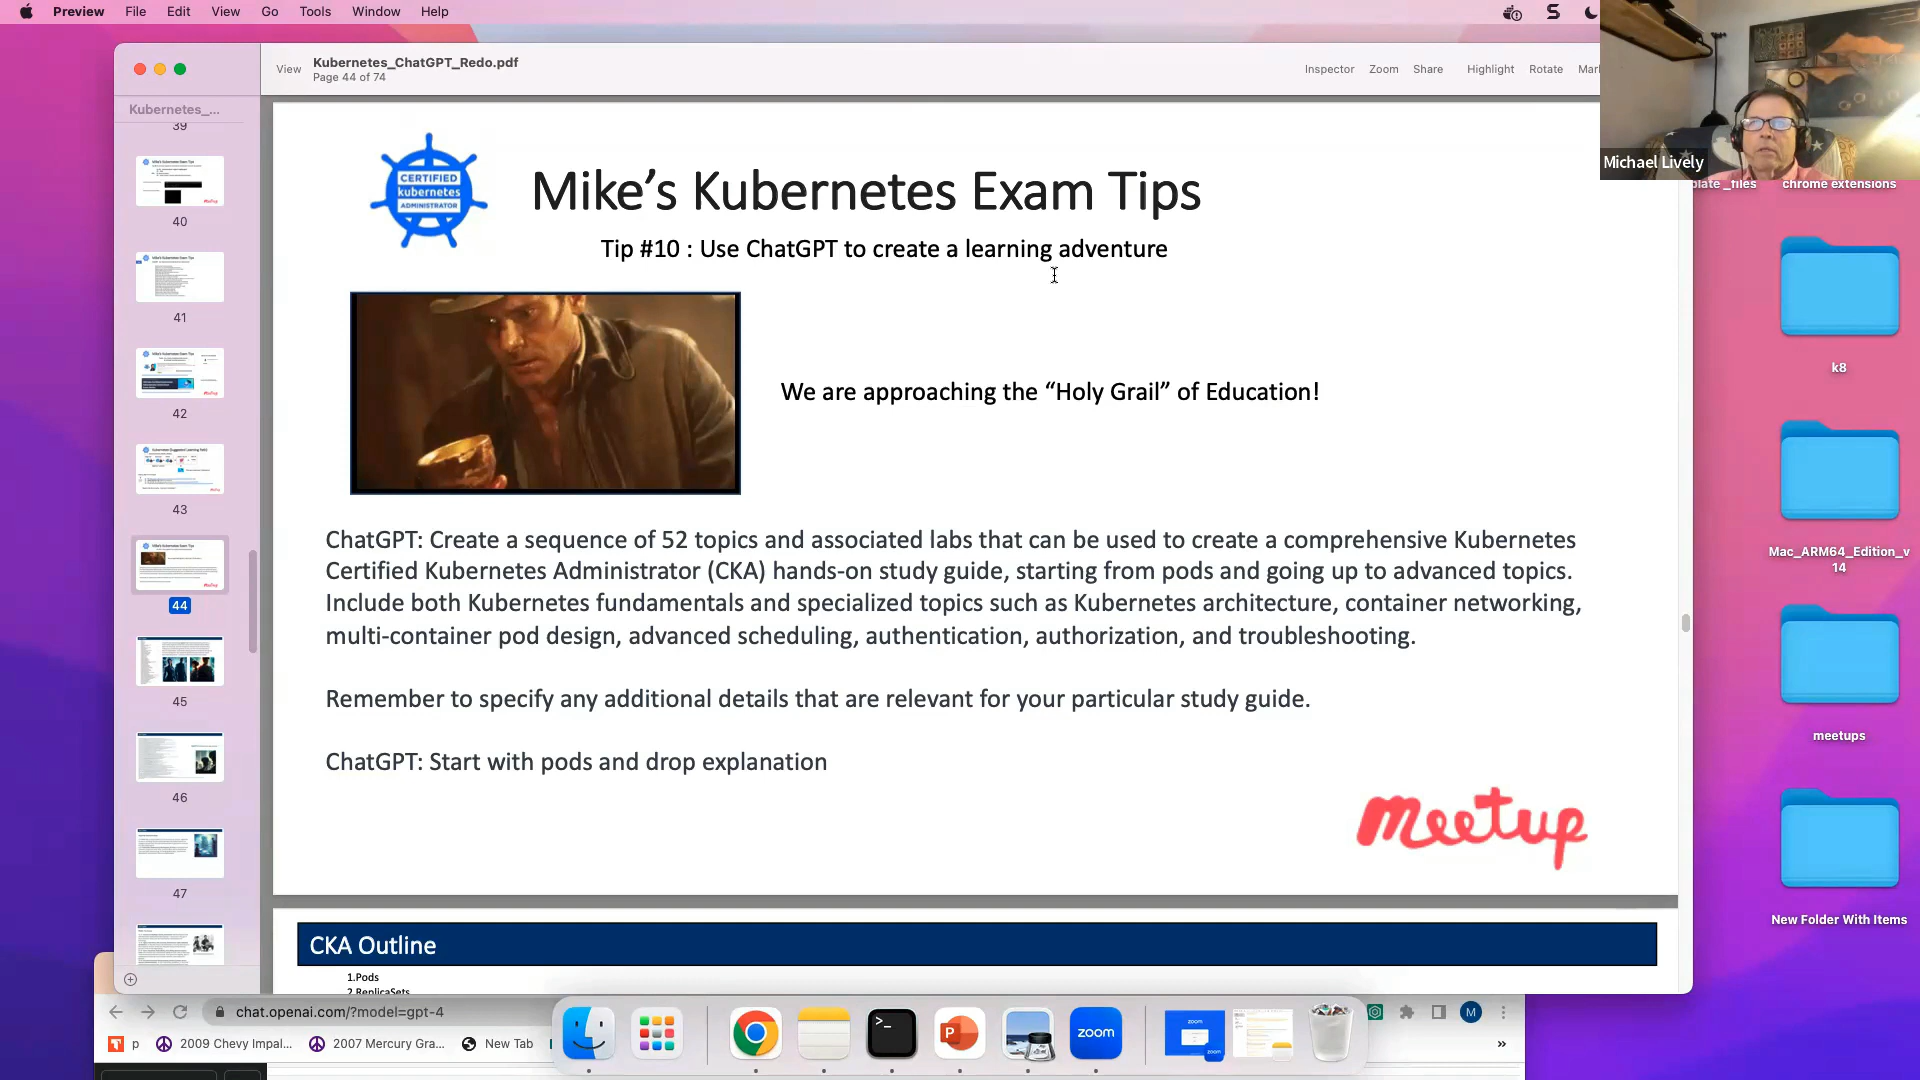 Preview File Edit View Go Tools Window Help
View Kubernetes_ChatGPT_Redo.pdf Inspector Zoom Share Highlight Rotate
Page 44 of 74
Kubernetes_...
39
40
41
42
43
44
45
46
47
CERTIFIED
kubernetes
ADMINISTRATOR
Mike's Kubernetes Exam Tips
Tip #10 : Use ChatGPT to create a learning adventure
We are approaching the “Holy Grail” of Education!
ChatGPT: Create a sequence of 52 topics and associated labs that can be used to create a comprehensive Kubernetes
Certified Kubernetes Administrator (CKA) hands-on study guide, starting from pods and going up to advanced topics.
Include both Kubernetes fundamentals and specialized topics such as Kubernetes architecture, container networking,
multi-container pod design, advanced scheduling, authentication, authorization, and troubleshooting.
Remember to specify any additional details that are relevant for your particular study guide.
ChatGPT: Start with pods and drop explanation
meetup
CKA Outline
1.Pods
2.ReplicaSets
Michael Lively
_files
chrome extensions
k8
Mac_ARM64_Edition_v
14
meetups
New Folder With Items
chat.openai.com/?model=gpt-4
p 2009 Chevy Impal... 2007 Mercury Gra... New Tab
zoom
zoom
M